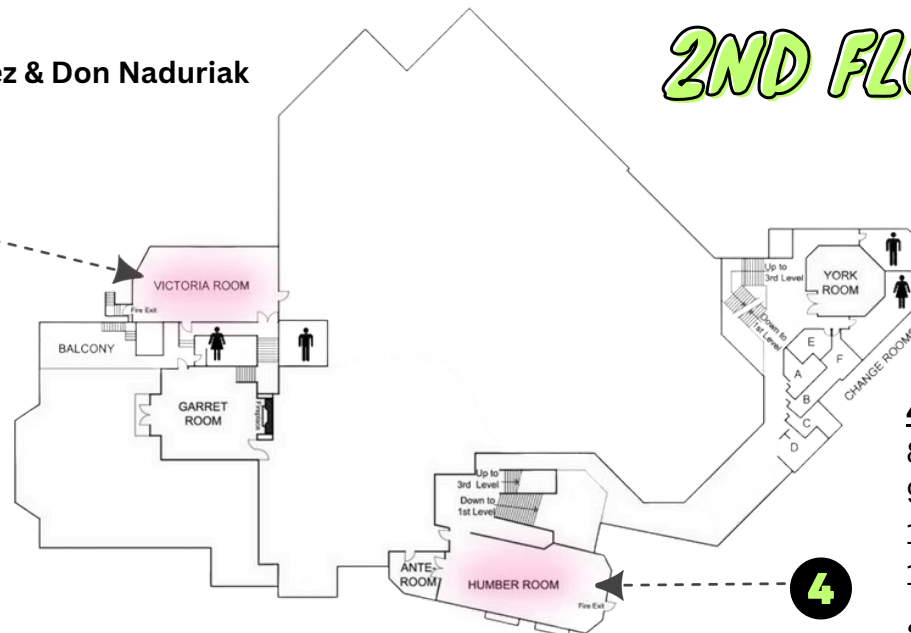 2ND
& Don Naduriak
VICTORIA ROOM
Fire Exit
BALCONY
GARRET
ROOM
Fireplace
Up to
3rd Level
Down to
1st Level
YORK
ROOM
E
F
A
B
C
D
CHANGE ROOMS
Up to
3rd Level
Down to
1st Level
ANTE-
ROOM
HUMBER ROOM
Fire Exit
4